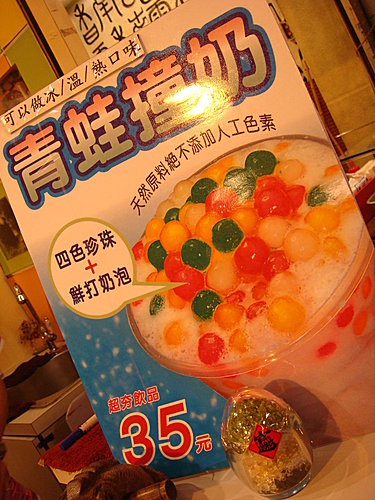 可以做冰/溫/熱口味
青蛙撞奶
天然原料絕不添加人工色素
四色珍珠
+
鮮打奶泡
超夯飲品
35元